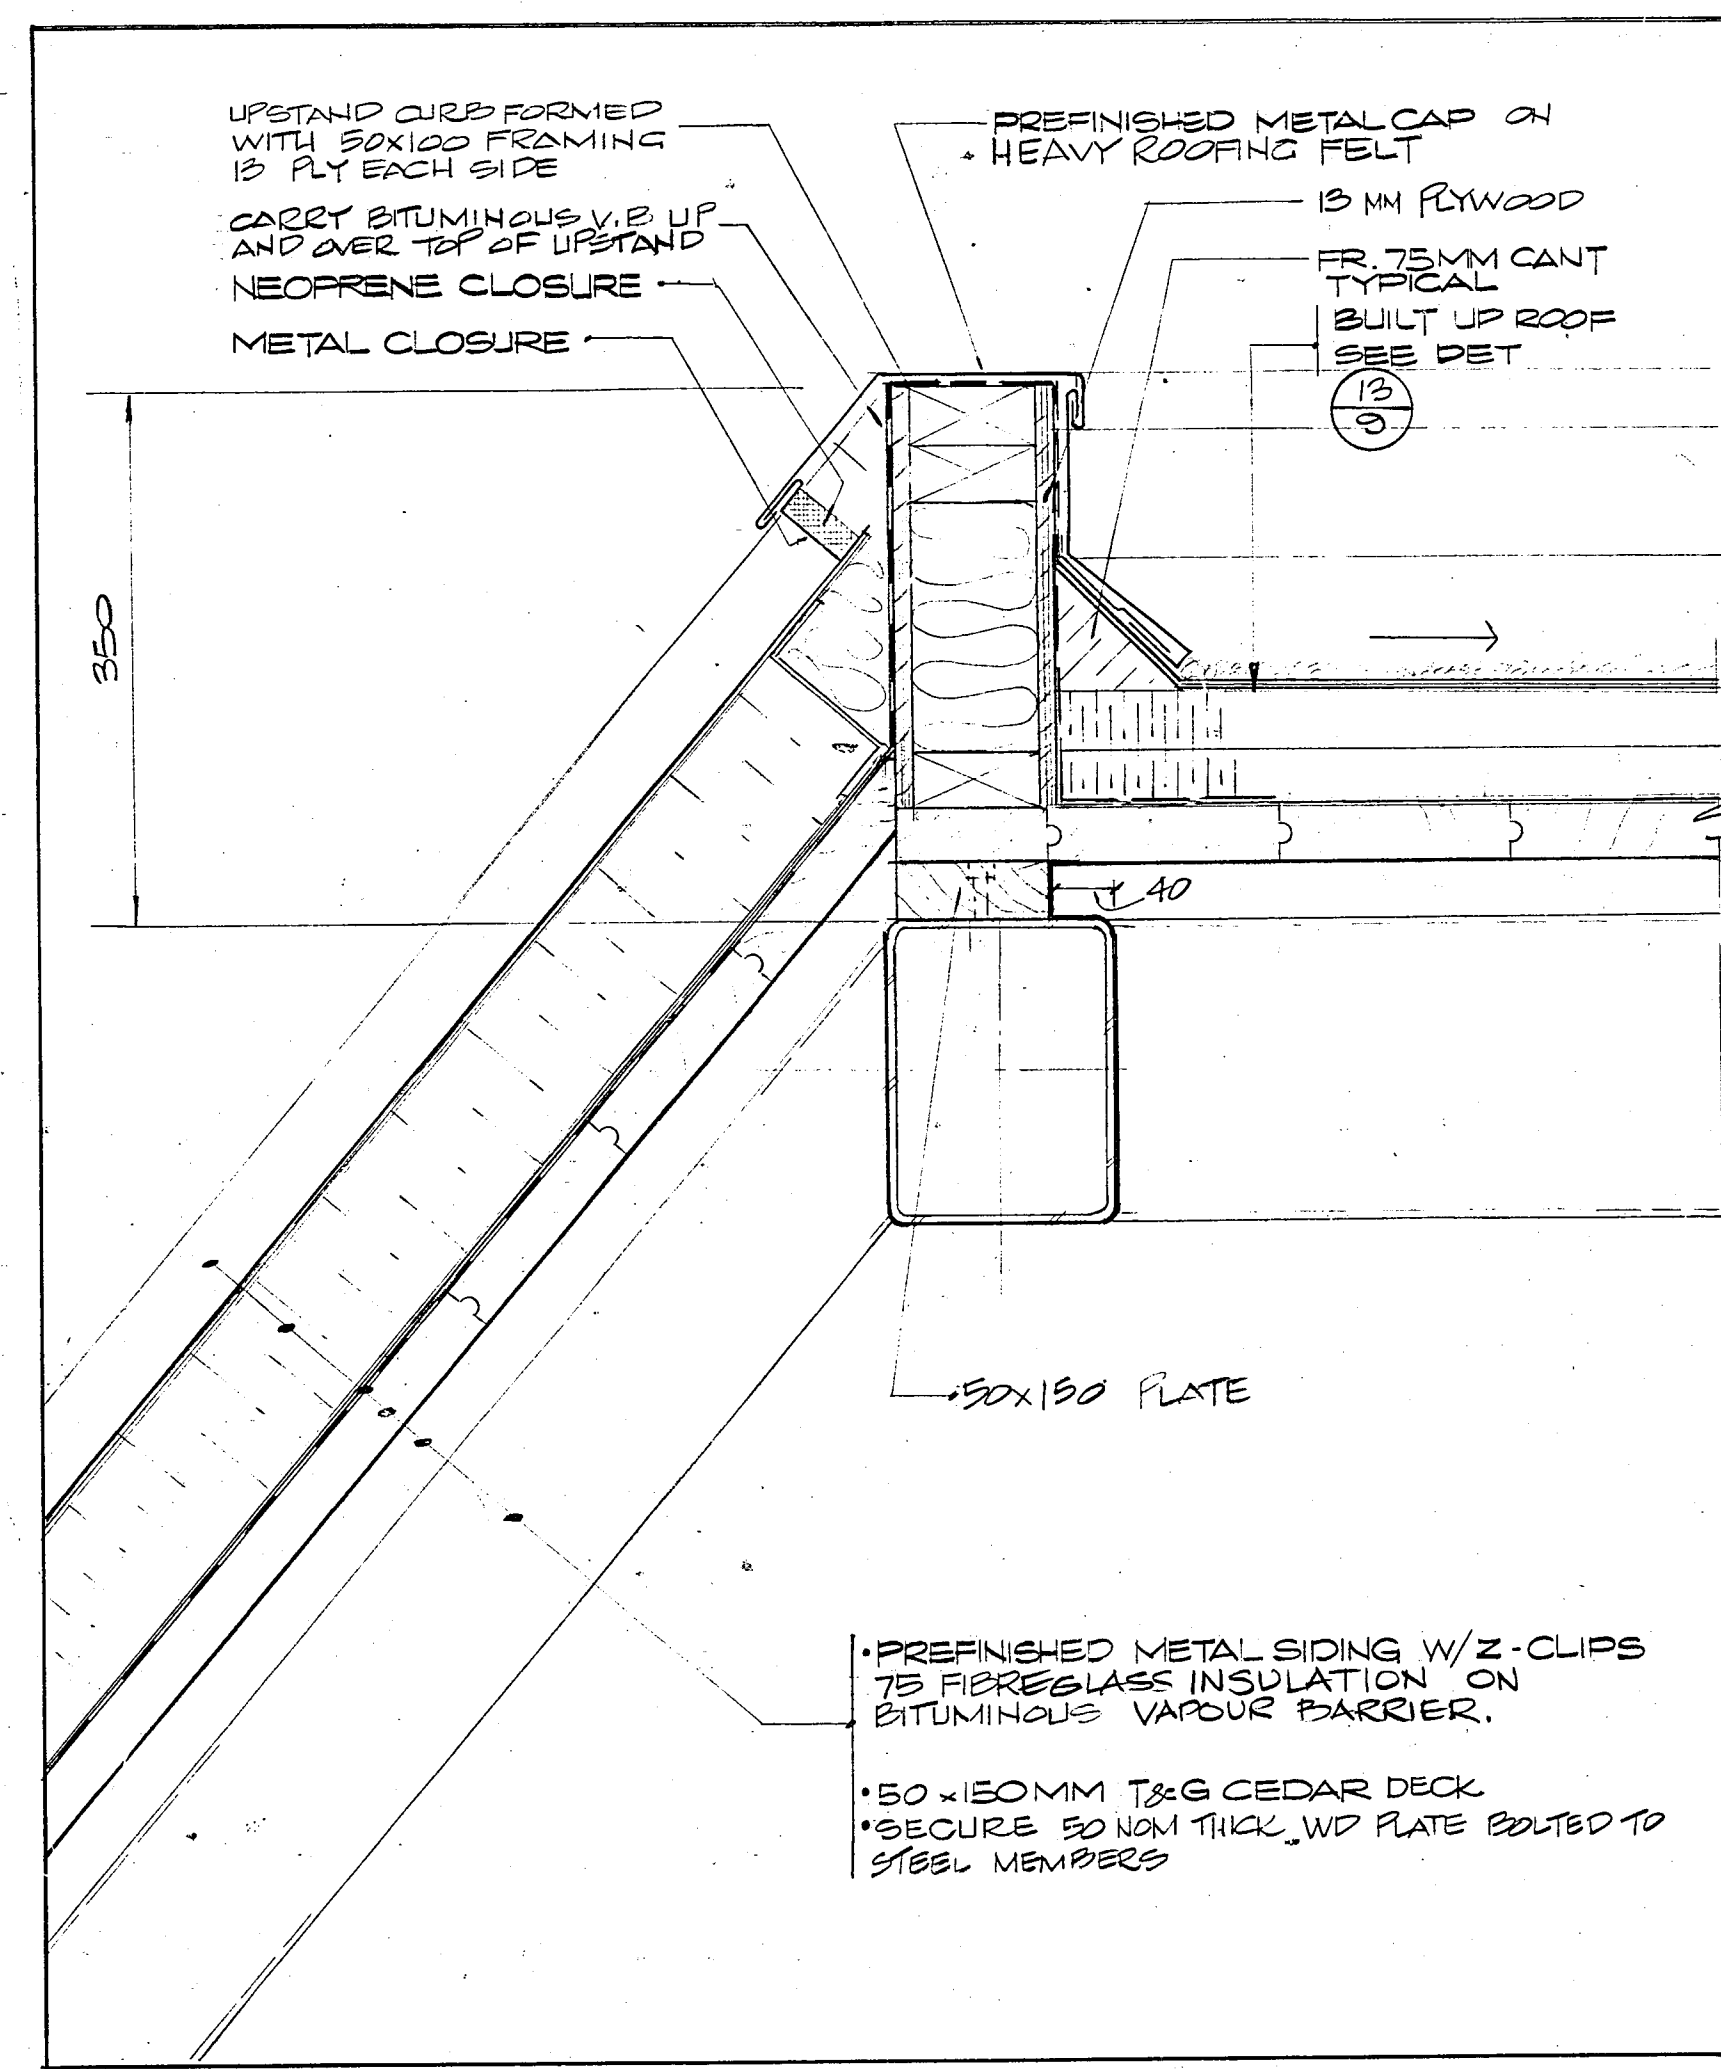 UPSTAND CURB FORMED
WITH 50X100 FRAMING
13 PLY EACH SIDE
CARRY BITUMINOUS V.B UP
AND OVER TOP OF UPSTAND
NEOPRENE CLOSURE
METAL CLOSURE
PREFINISHED METAL CAP ON
HEAVY ROOFING FELT
13 MM PLYWOOD
FR. 75MM CANT
TYPICAL
BUILT UP ROOF
SEE DET
13
9
350
40
50x150 PLATE
• PREFINISHED METAL SIDING W/Z-CLIPS
75 FIBREGLASS INSULATION ON
BITUMINOUS VAPOUR BARRIER.
• 50 x150MM T&G CEDAR DECK
• SECURE 50 NOM THICK WD PLATE BOLTED TO
STEEL MEMBERS